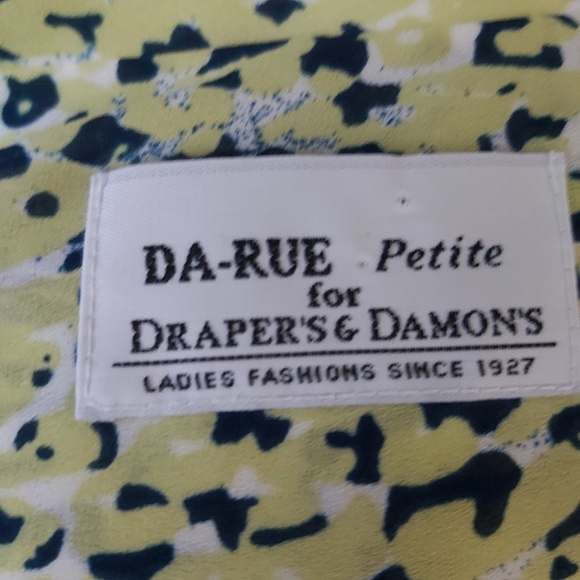 DA-RUE Petite
for
DRAPER'S & DAMON'S
LADIES FASHIONS SINCE 1927